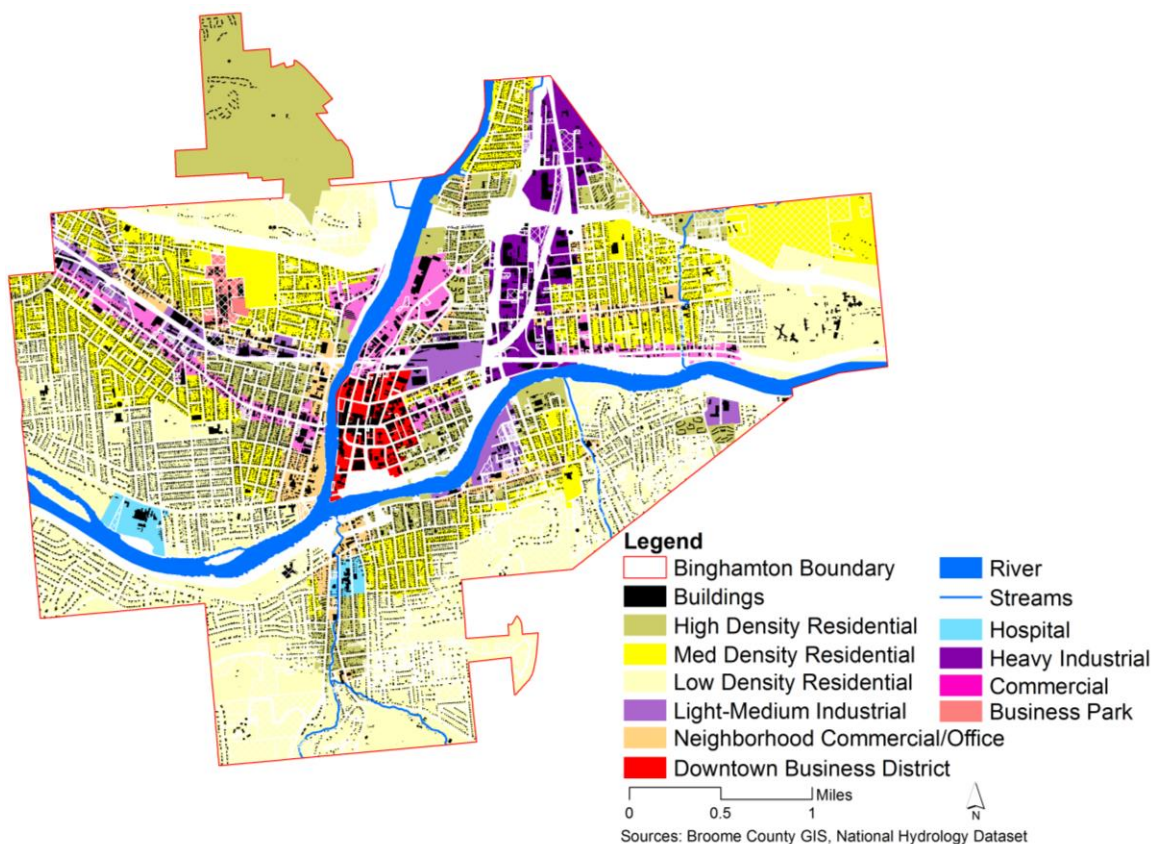 Legend
Binghamton Boundary
Buildings
High Density Residential
Med Density Residential
Low Density Residential
Light-Medium Industrial
Neighborhood Commercial/Office
Downtown Business District
River
Streams
Hospital
Heavy Industrial
Commercial
Business Park
Miles
0 0.5 1
N
Sources: Broome County GIS, National Hydrology Dataset